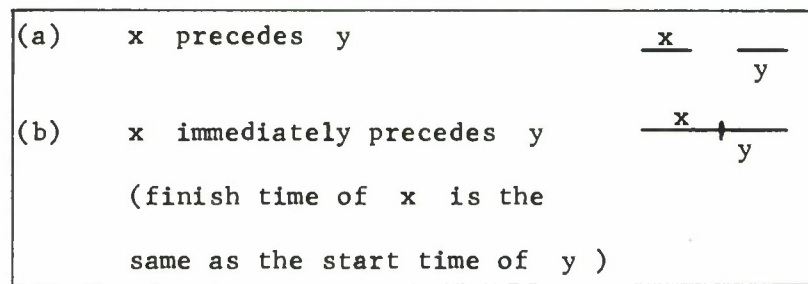 (a) x precedes y x
y
(b) x immediately precedes y x
y
(finish time of x is the
same as the start time of y )